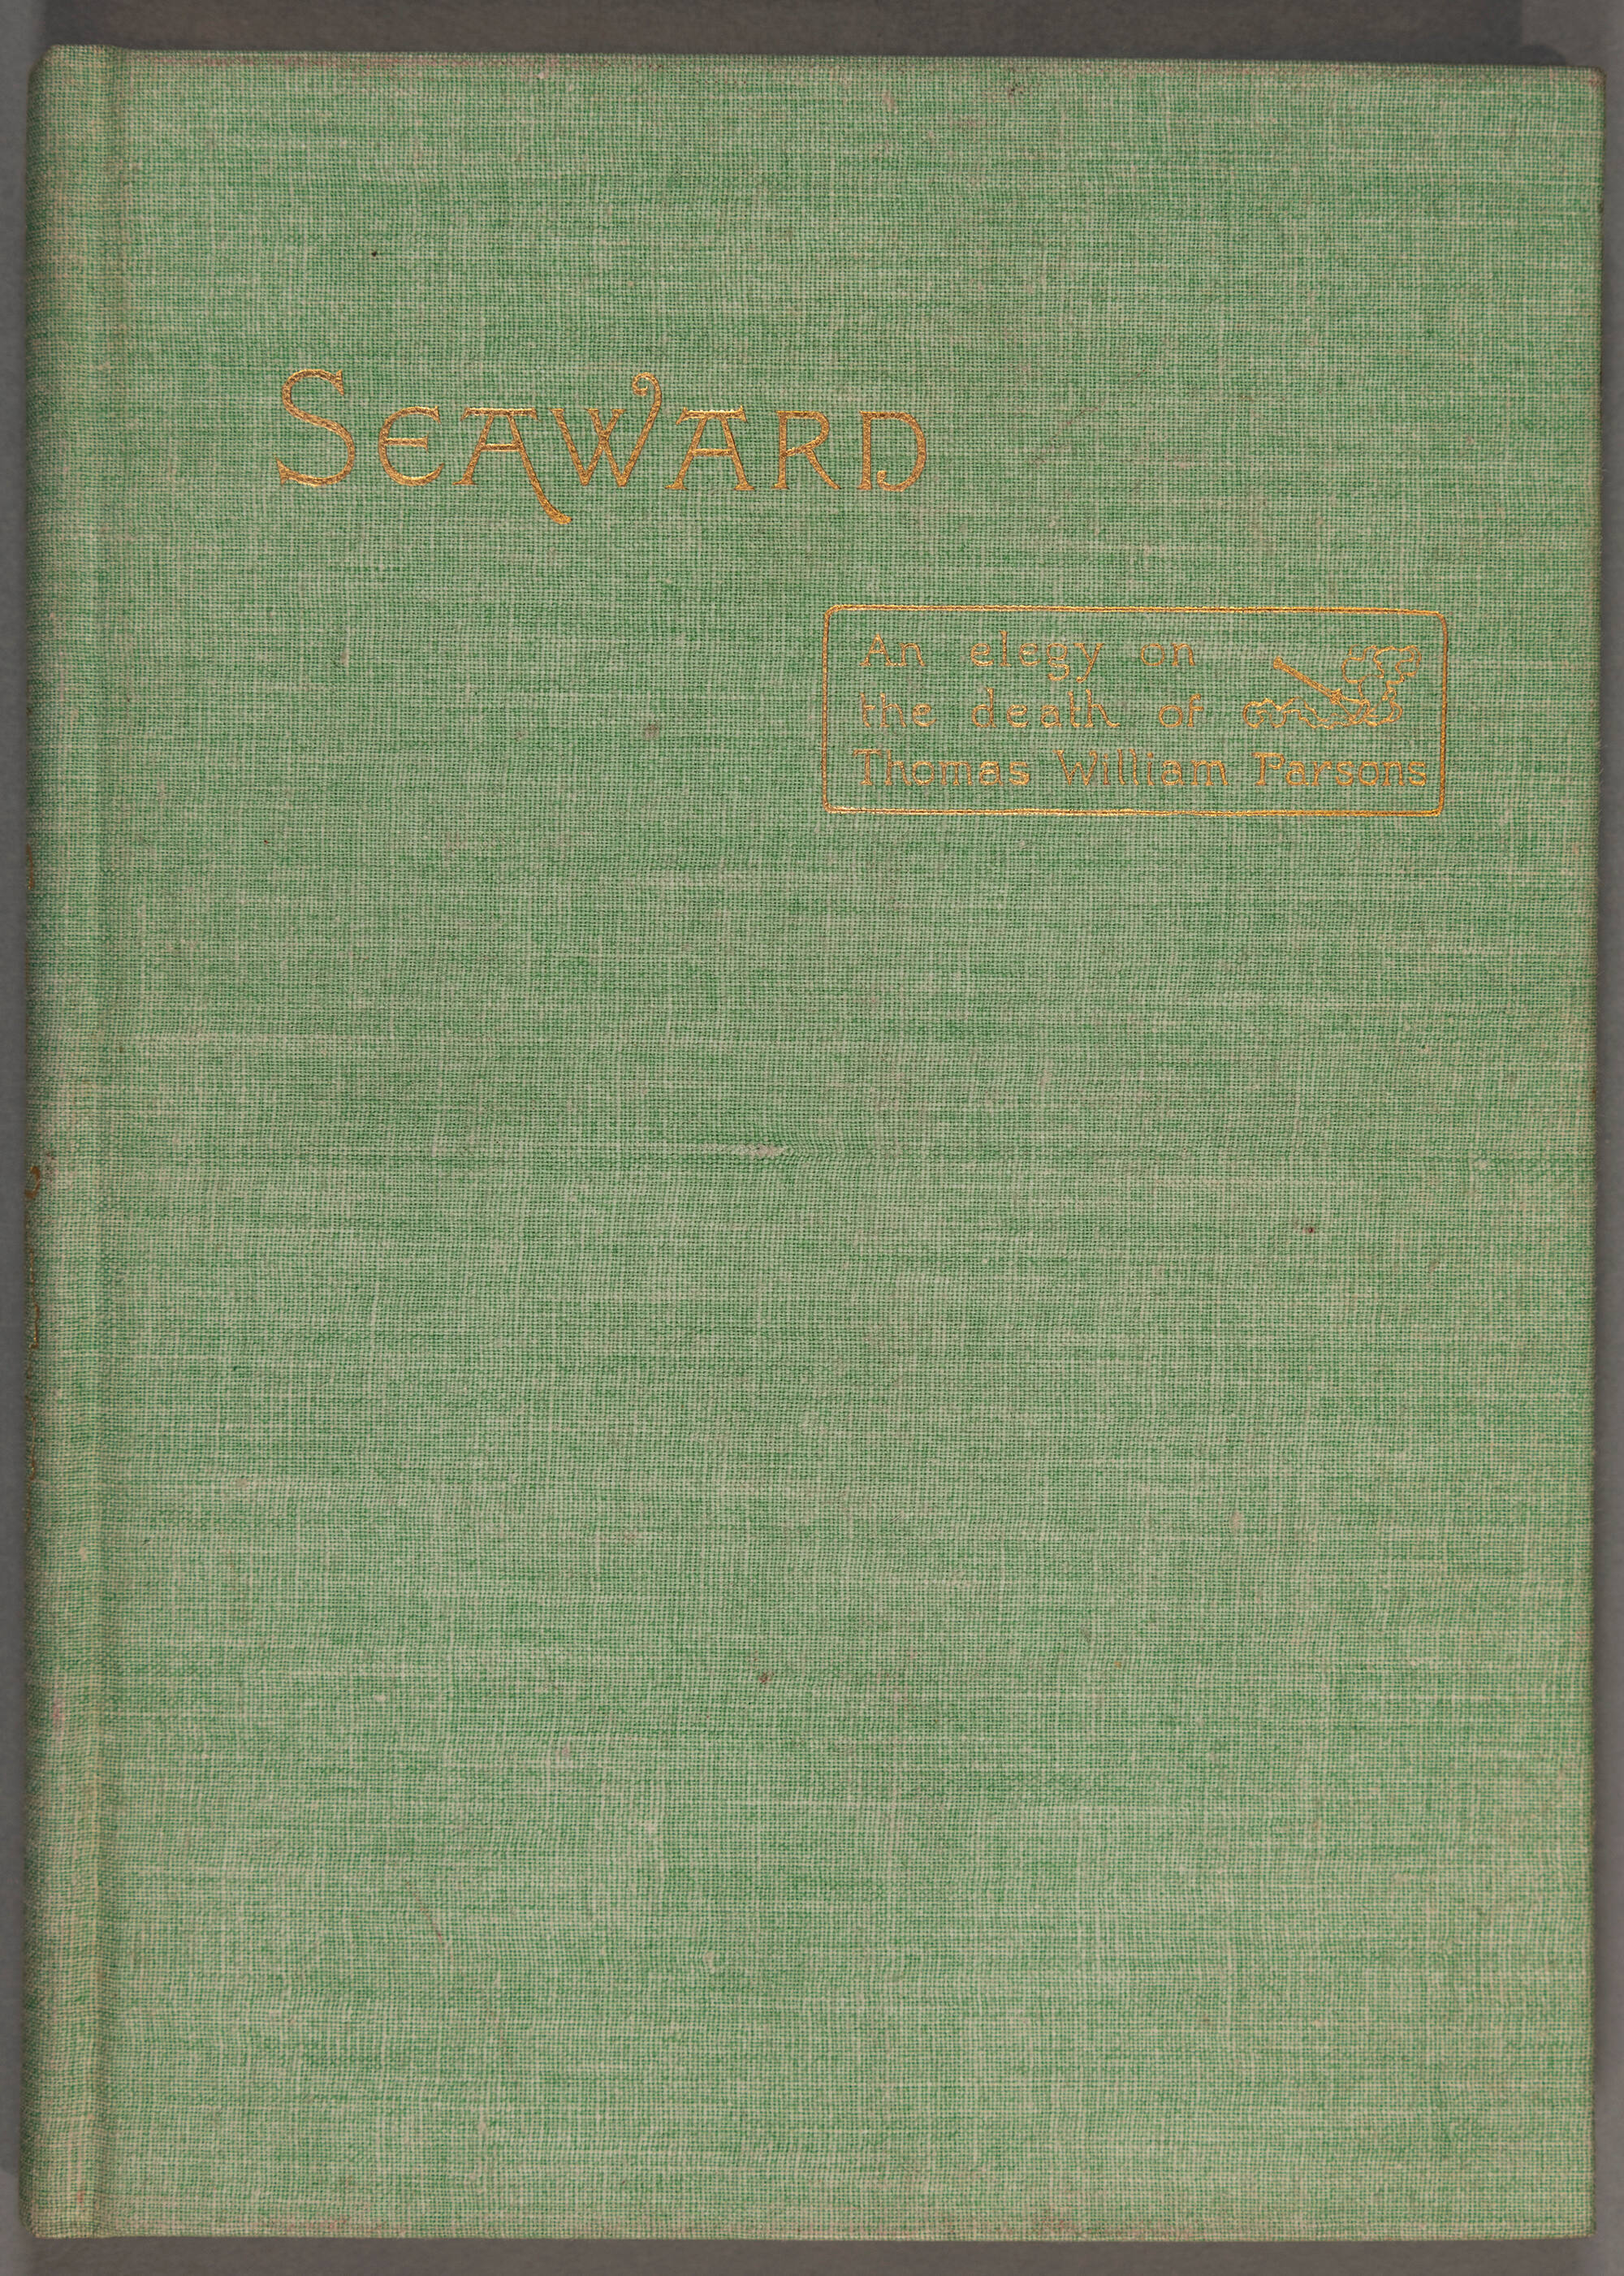 SEAWARD
An elegy on
the death of
Thomas William Parsons